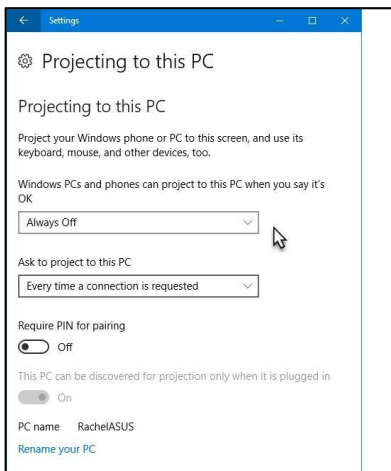 Settings
Projecting to this PC
Projecting to this PC
Project your Windows phone or PC to this screen, and use its
keyboard, mouse, and other devices, too.
Windows PCs and phones can project to this PC when you say it's
OK
Always Off
Ask to project to this PC
Every time a connection is requested
Require PIN for pairing
Off
This PC can be discovered for projection only when it is plugged in
On
PC name RachelASUS
Rename your PC